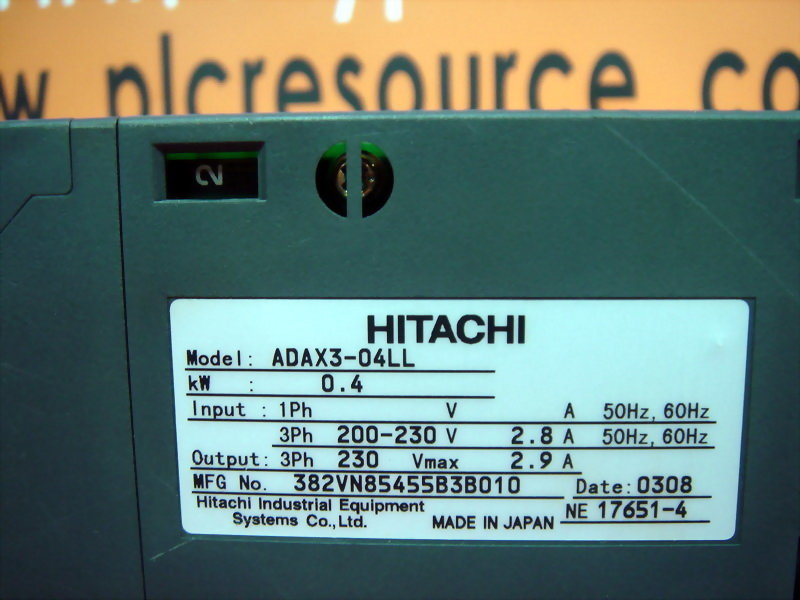 w plcresource co
2
HITACHI
Model: ADAX3-04LL
kW : 0.4
Input : 1Ph V A 50Hz, 60Hz
3Ph 200-230 V 2.8 A 50Hz, 60Hz
Output: 3Ph 230 Vmax 2.9 A
MFG No. 382VN85455B3B010 Date: 0308
Hitachi Industrial Equipment
Systems Co., Ltd. MADE IN JAPAN NE 17651-4